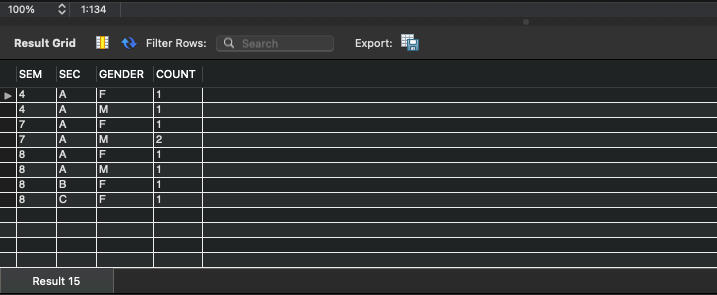 100% 1:134
Result Grid Filter Rows: Search Export:
SEM SEC GENDER COUNT
4 A F 1
4 A M 1
7 A F 1
7 A M 2
8 A F 1
8 A M 1
8 B F 1
8 C F 1
Result 15